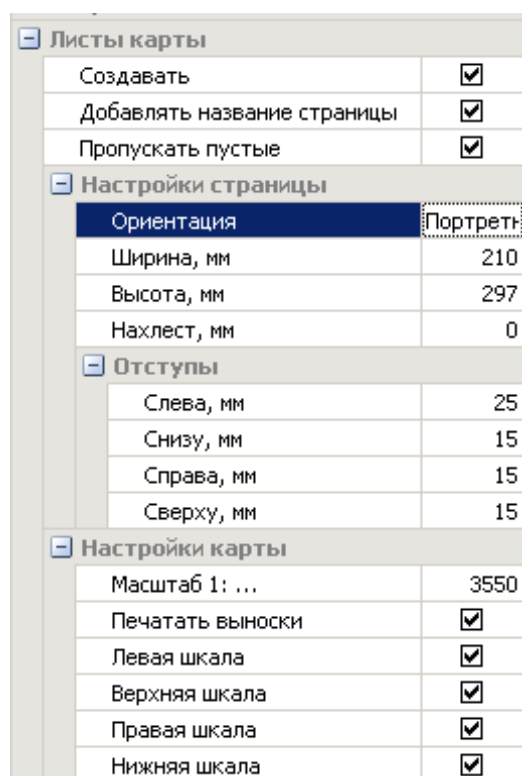 Листы карты
Создавать
Добавлять название страницы
Пропускать пустые
Настройки страницы
Ориентация Портретн
Ширина, мм 210
Высота, мм 297
Нахлест, мм 0
Отступы
Слева, мм 25
Снизу, мм 15
Справа, мм 15
Сверху, мм 15
Настройки карты
Масштаб 1: ... 3550
Печатать выноски
Левая шкала
Верхняя шкала
Правая шкала
Нижняя шкала